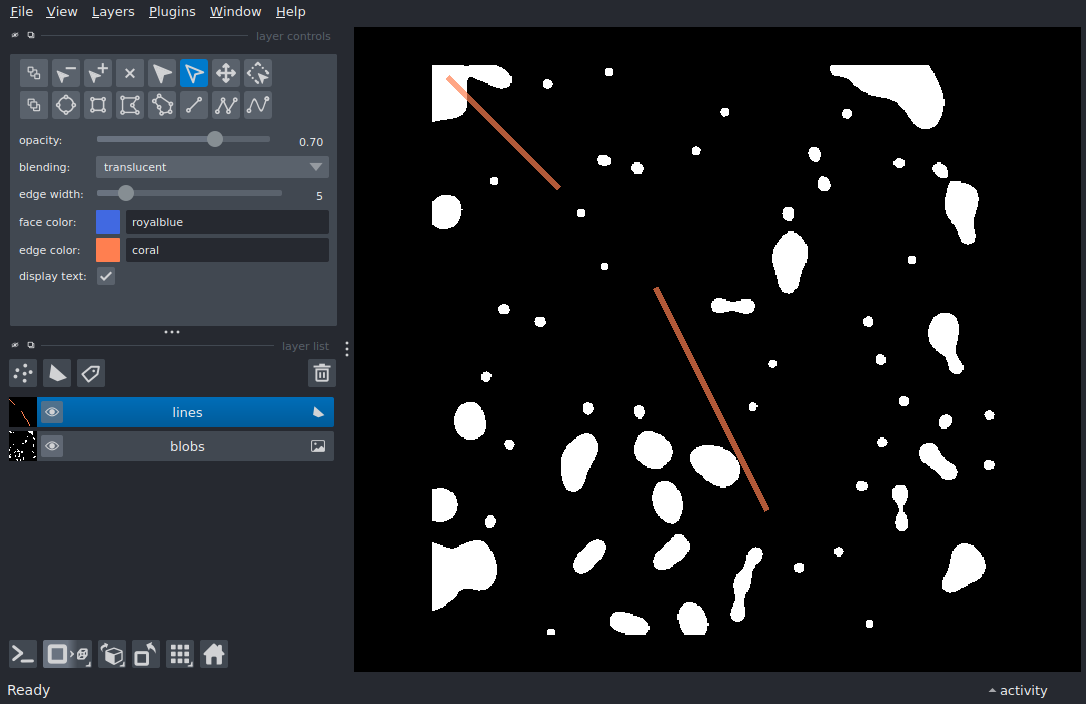 File View Layers Plugins Window Help
layer controls
opacity: 0.70
blending: translucent
edge width: 5
face color: royalblue
edge color: coral
display text:
layer list
lines
blobs
Ready
activity